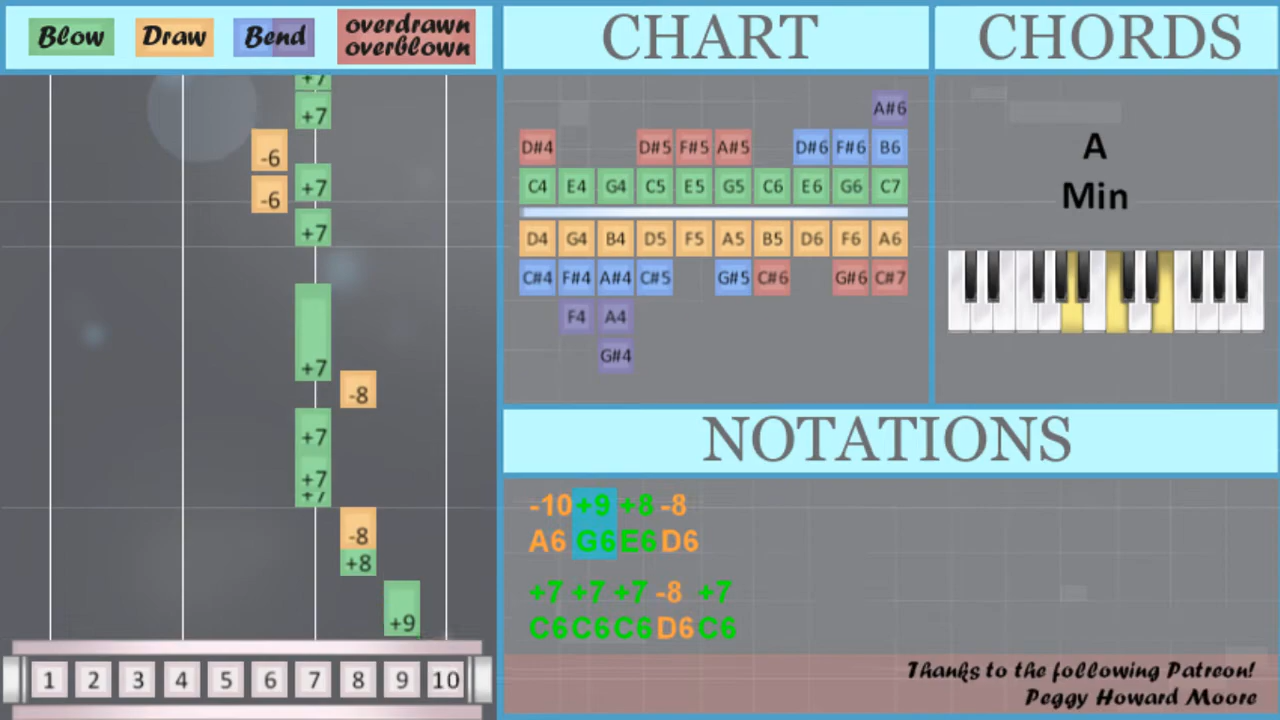 Blow Draw Bend overdrawn
overblown
CHART
CHORDS
+7
+7
-6
+7
-6
+7
+7
-8
+7
+7
+7
-8
+8
+9
1 2 3 4 5 6 7 8 9 10
A#6
D#4 D#5 F#5 A#5 D#6 F#6 B6
C4 E4 G4 C5 E5 G5 C6 E6 G6 C7
D4 G4 B4 D5 F5 A5 B5 D6 F6 A6
C#4 F#4 A#4 C#5 G#5 C#6 G#6 C#7
F4 A4
G#4
A
Min
NOTATIONS
-10 +9 +8 -8
A6 G6 E6 D6
+7 +7 +7 -8 +7
C6 C6 C6 D6 C6
Thanks to the following Patreon!
Peggy Howard Moore